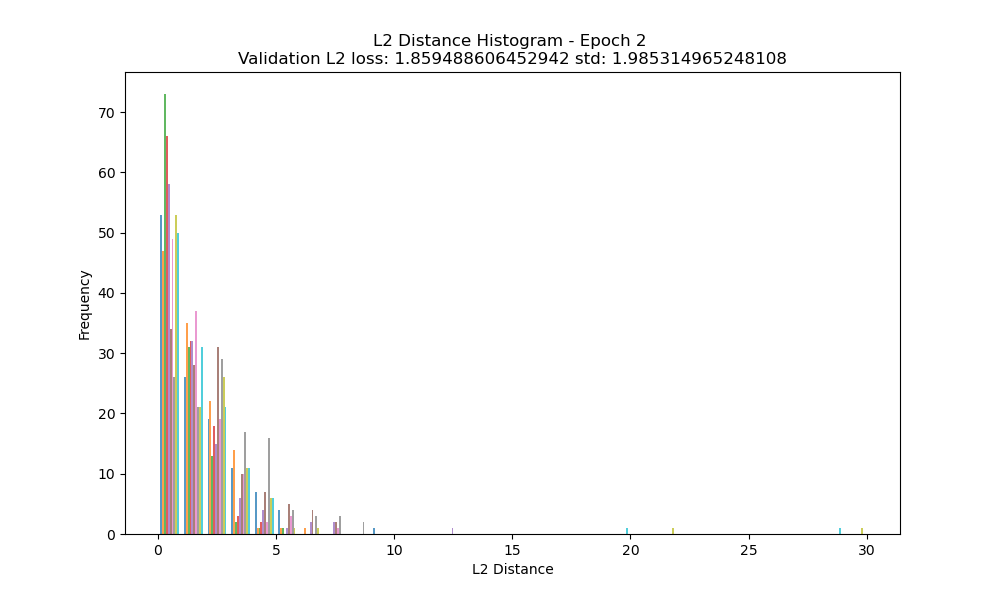 L2 Distance Histogram - Epoch 2
Validation L2 loss: 1.859488606452942 std: 1.985314965248108
70
60
50
40
30
20
10
0
Frequency
0 5 10 15 20 25 30
L2 Distance